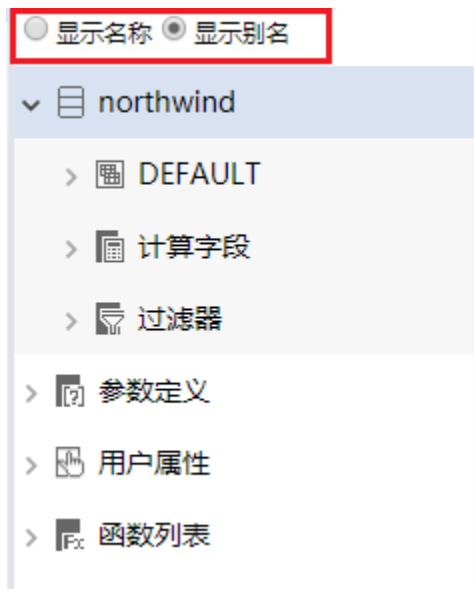 显示名称 显示别名
northwind
DEFAULT
计算字段
过滤器
参数定义
用户属性
函数列表